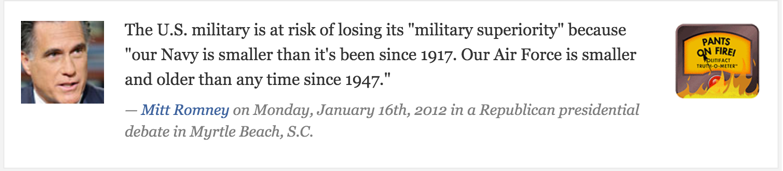 The U.S. military is at risk of losing its "military superiority" because
"our Navy is smaller than it's been since 1917. Our Air Force is smaller
and older than any time since 1947."
— Mitt Romney on Monday, January 16th, 2012 in a Republican presidential
debate in Myrtle Beach, S.C.
PANTS
ON FIRE!
POLITIFACT
TRUTH-O-METER™